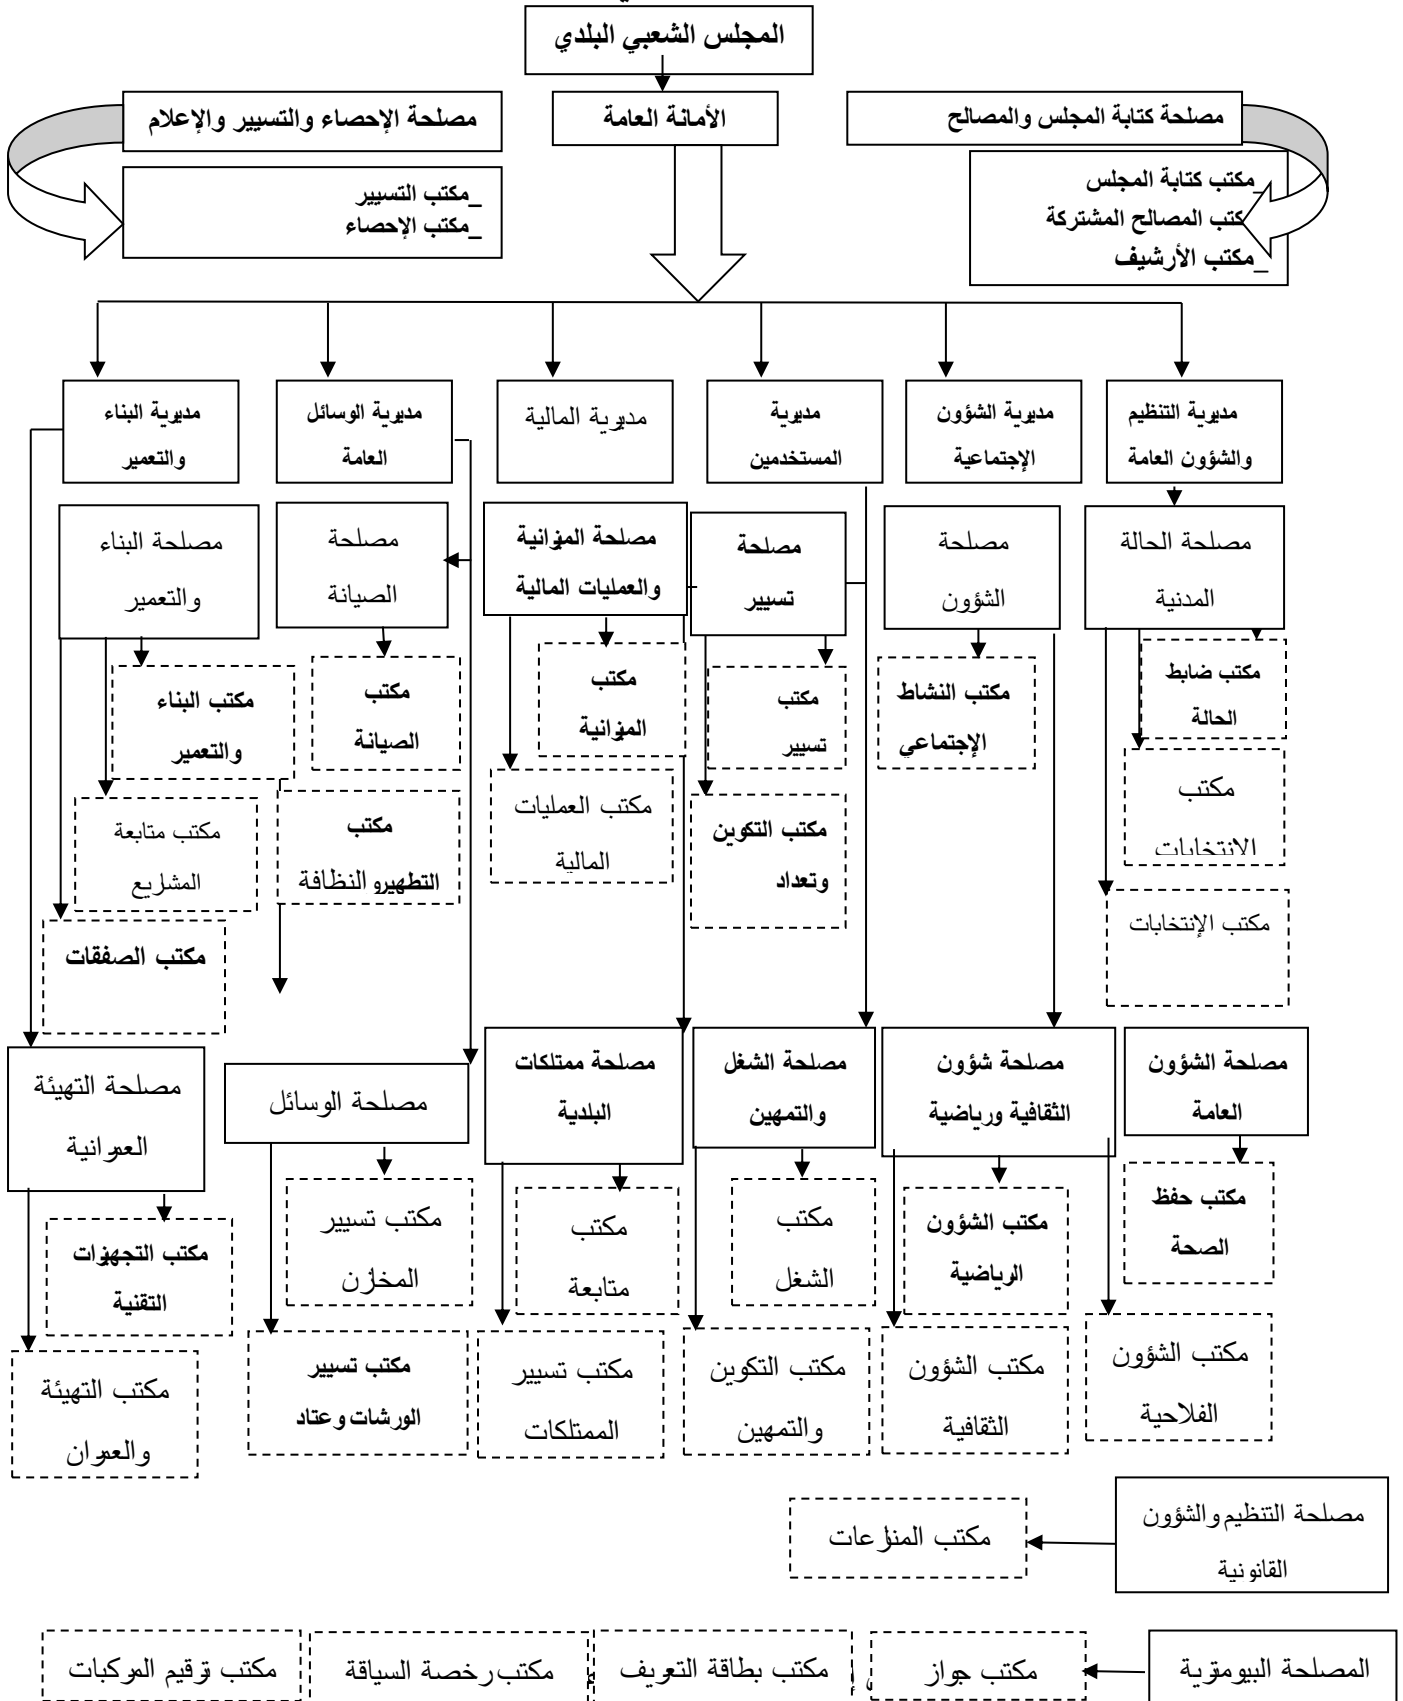 المجلس الشعبي البلدي
مصلحة كتابة المجلس والمصالح
الأمانة العامة
مصلحة الإحصاء والتسيير والإعلام
_مكتب كتابة المجلس
كتب المصالح المشتركة
_مكتب الأرشيف
_مكتب التسيير
_مكتب الإحصاء
مديرية التنظيم
والشؤون العامة
مديرية الشؤون
الإجتماعية
مديرية
المستخدمين
مديرية المالية
مديرية الوسائل
العامة
مديرية البناء
والتعمير
مصلحة الحالة
المدنية
مصلحة
الشؤون
مصلحة
تسيير
مصلحة الميزانية
والعمليات المالية
مصلحة
الصيانة
مصلحة البناء
والتعمير
مكتب ضابط
الحالة
مكتب النشاط
الإجتماعي
مكتب
تسيير
مكتب
الميزانية
مكتب
الصيانة
مكتب البناء
والتعمير
مكتب
الانتخابات
مكتب التكوين
وتعداد
مكتب العمليات
المالية
مكتب
التطهير والنظافة
مكتب متابعة
المشاريع
مكتب الإنتخابات
مكتب الصفقات
مصلحة الشؤون
العامة
مصلحة شؤون
الثقافية ورياضية
مصلحة الشغل
والتمهين
مصلحة ممتلكات
البلدية
مصلحة الوسائل
مصلحة التهيئة
العمرانية
مكتب حفظ
الصحة
مكتب الشؤون
الرياضية
مكتب
الشغل
مكتب
متابعة
مكتب تسيير
المخازن
مكتب التجهيزات
التقنية
مكتب الشؤون
الفلاحية
مكتب الشؤون
الثقافية
مكتب التكوين
والتمهين
مكتب تسيير
الممتلكات
مكتب تسيير
الورشات وعتاد
مكتب التهيئة
والعمران
مصلحة التنظيم والشؤون
القانونية
مكتب المنازعات
المصلحة البيومترية
مكتب جواز
مكتب بطاقة التعريف
مكتب رخصة السياقة
مكتب ترقيم المركبات